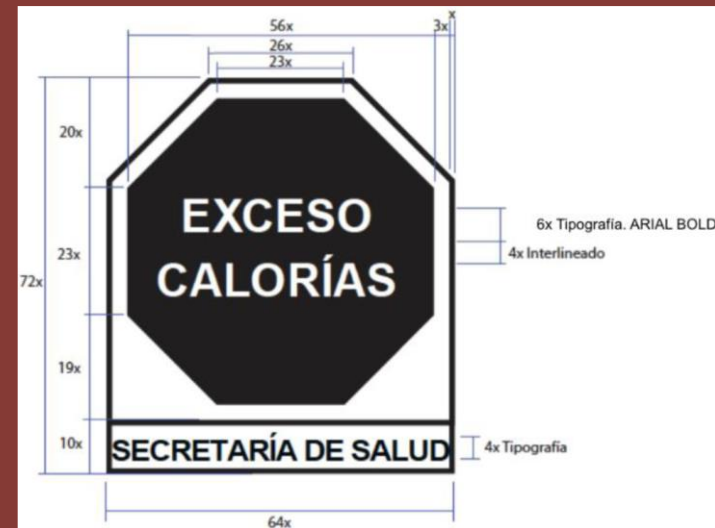 x
56x
3x
26x
23x
20x
EXCESO
6x Tipografía. ARIAL BOLD
23x
4x Interlineado
CALORÍAS
72x
19x
10x
SECRETARÍA DE SALUD
4x Tipografía
64x